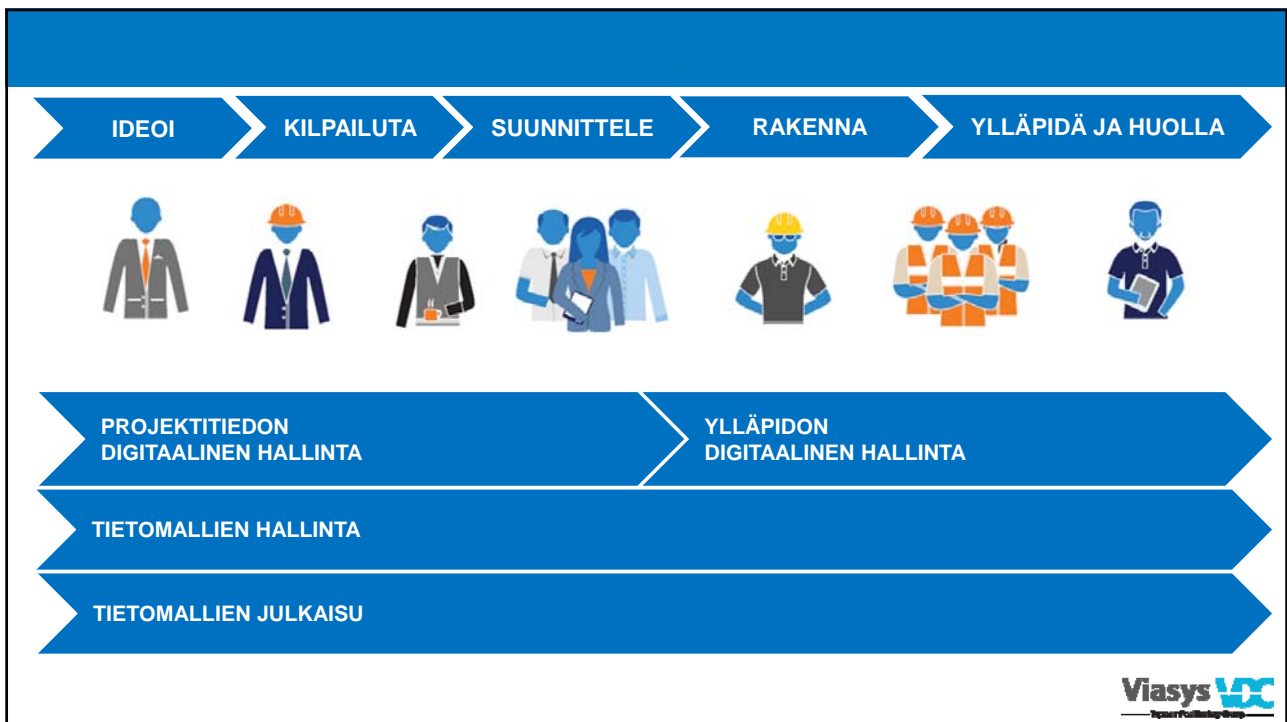 IDEOI
KILPAILUTA
SUUNNITTELE
RAKENNA
YLLÄPIDÄ JA HUOLLA
PROJEKTITIEDON
DIGITAALINEN HALLINTA
YLLÄPIDON
DIGITAALINEN HALLINTA
TIETOMALLIEN HALLINTA
TIETOMALLIEN JULKAISU
Viasys VDC